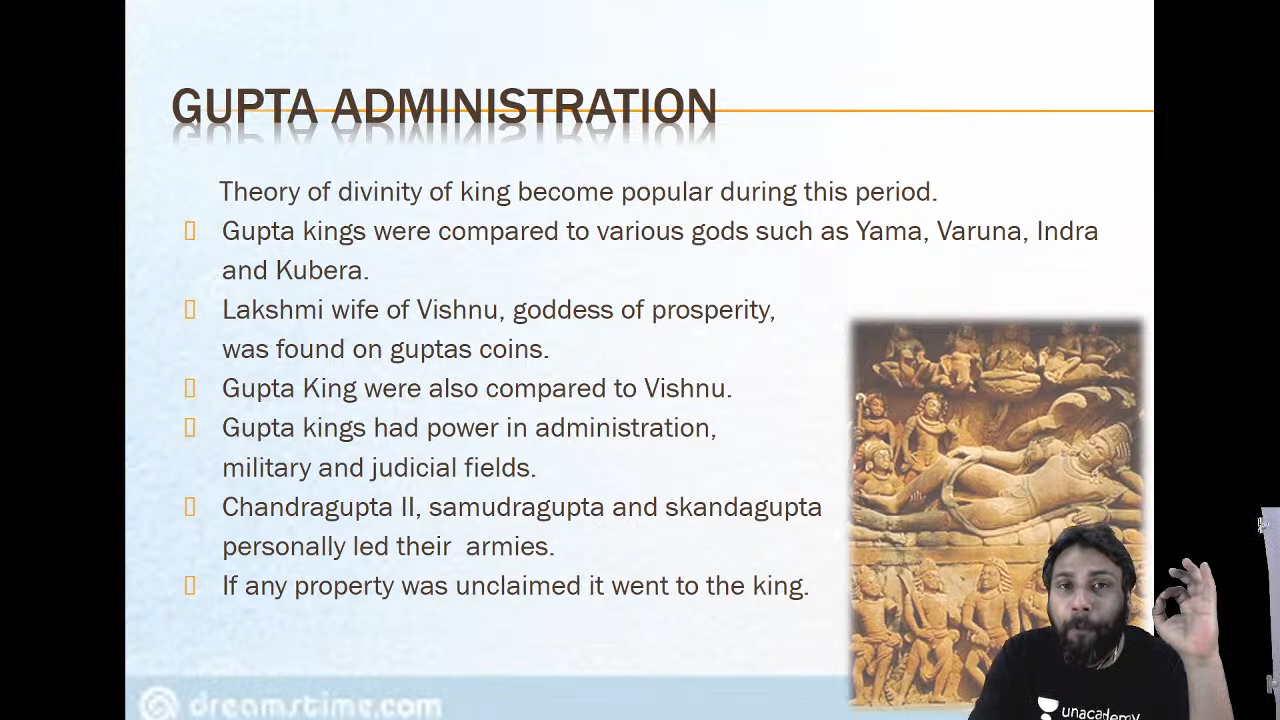 GUPTA ADMINISTRATION
Theory of divinity of king become popular during this period.
Gupta kings were compared to various gods such as Yama, Varuna, Indra
and Kubera.
Lakshmi wife of Vishnu, goddess of prosperity,
was found on guptas coins.
Gupta King were also compared to Vishnu.
Gupta kings had power in administration,
military and judicial fields.
Chandragupta II, samudragupta and skandagupta
personally led their armies.
If any property was unclaimed it went to the king.
dreamstime.com
unacademy